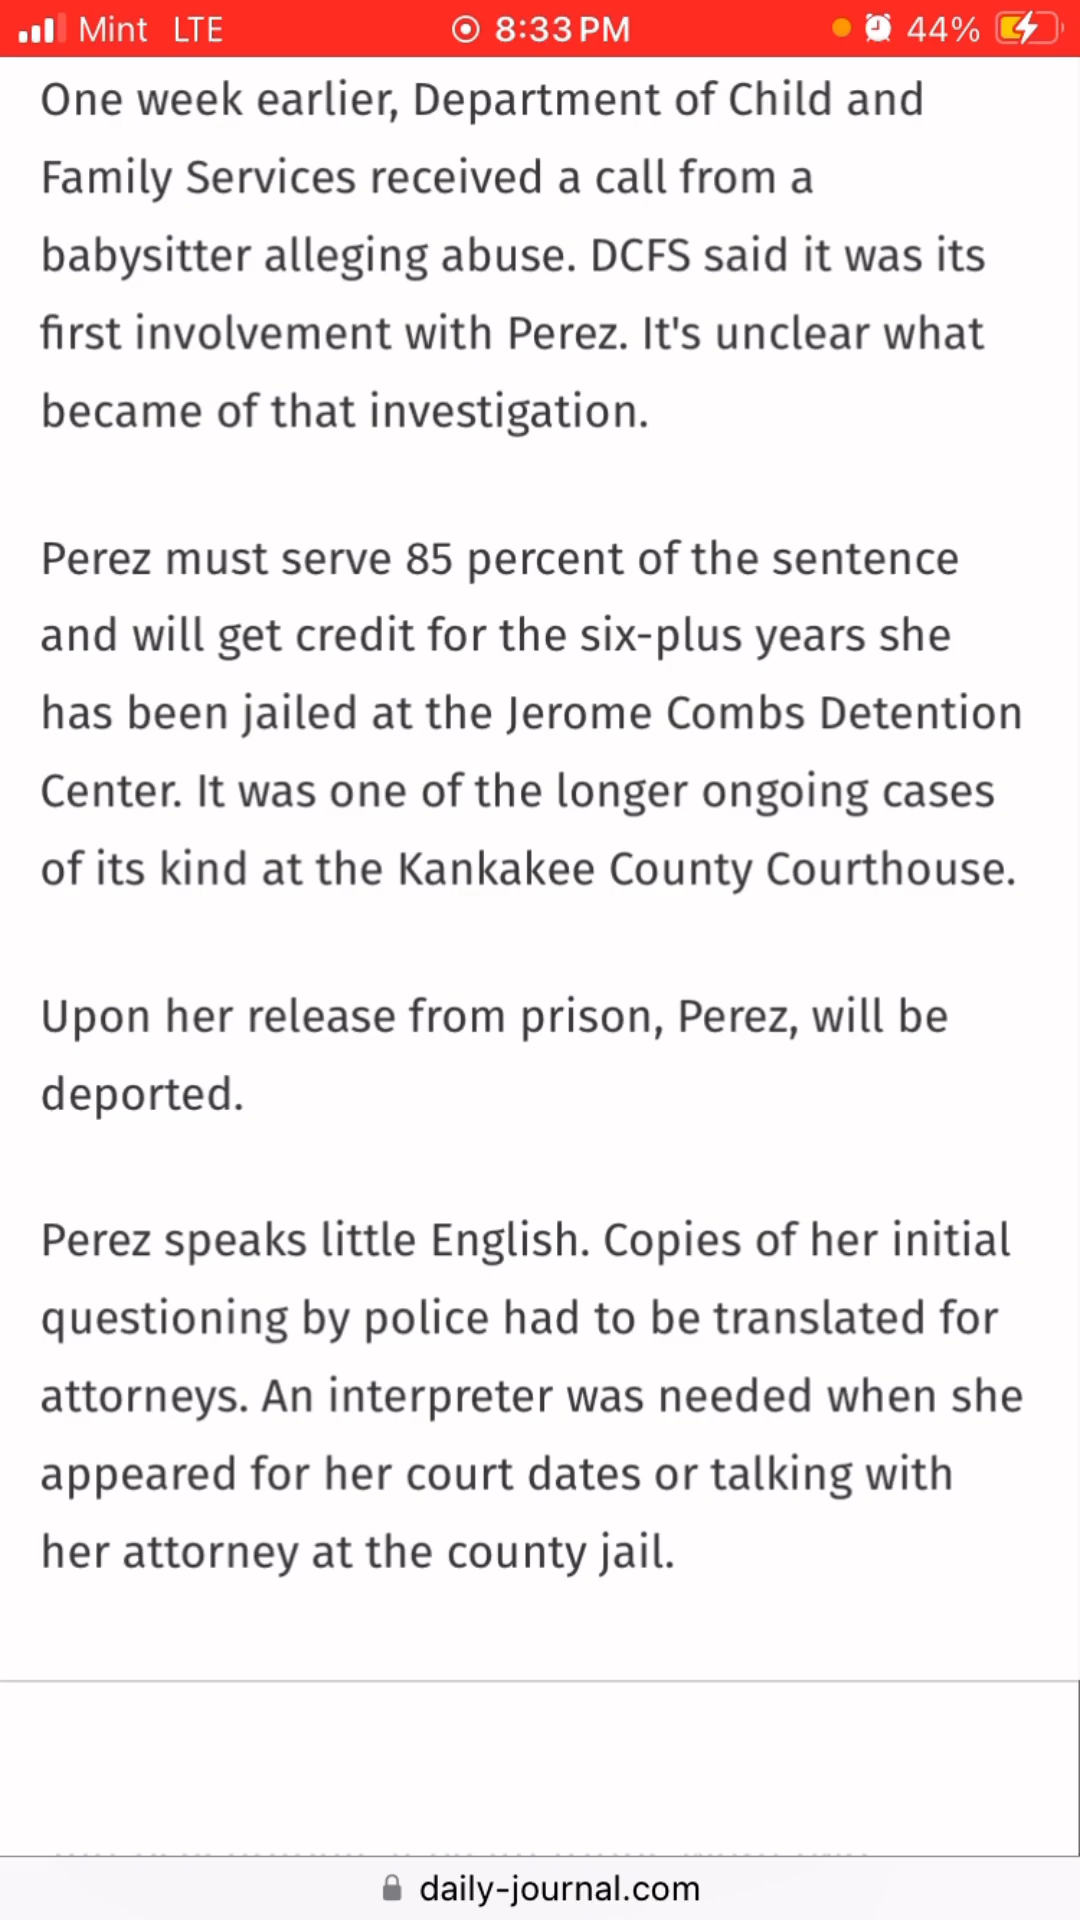 Mint LTE 8:33 PM 44%
One week earlier, Department of Child and
Family Services received a call from a
babysitter alleging abuse. DCFS said it was its
first involvement with Perez. It's unclear what
became of that investigation.
Perez must serve 85 percent of the sentence
and will get credit for the six-plus years she
has been jailed at the Jerome Combs Detention
Center. It was one of the longer ongoing cases
of its kind at the Kankakee County Courthouse.
Upon her release from prison, Perez, will be
deported.
Perez speaks little English. Copies of her initial
questioning by police had to be translated for
attorneys. An interpreter was needed when she
appeared for her court dates or talking with
her attorney at the county jail.
daily-journal.com